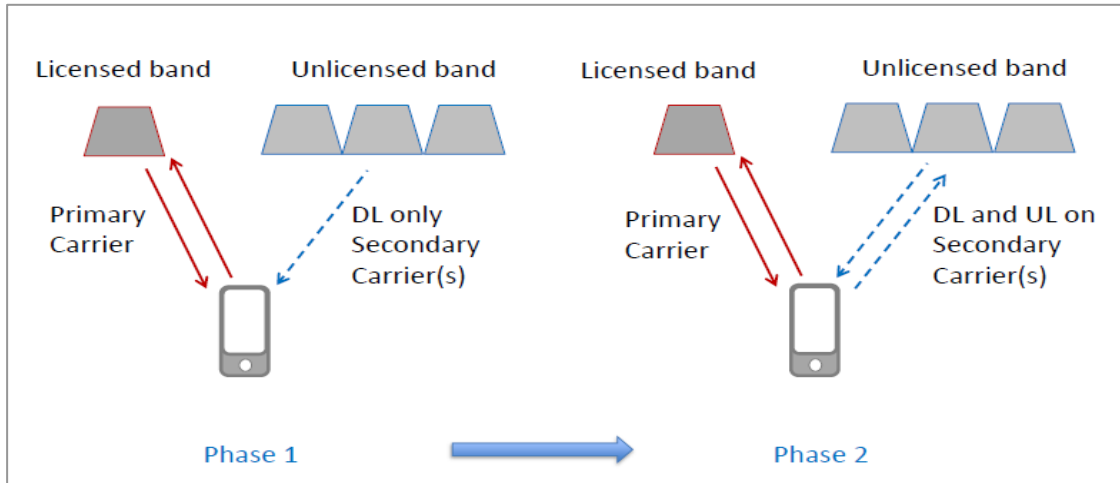 Licensed band
Unlicensed band
Primary
Carrier
DL only
Secondary
Carrier(s)
Phase 1
Licensed band
Unlicensed band
Primary
Carrier
DL and UL on
Secondary
Carrier(s)
Phase 2